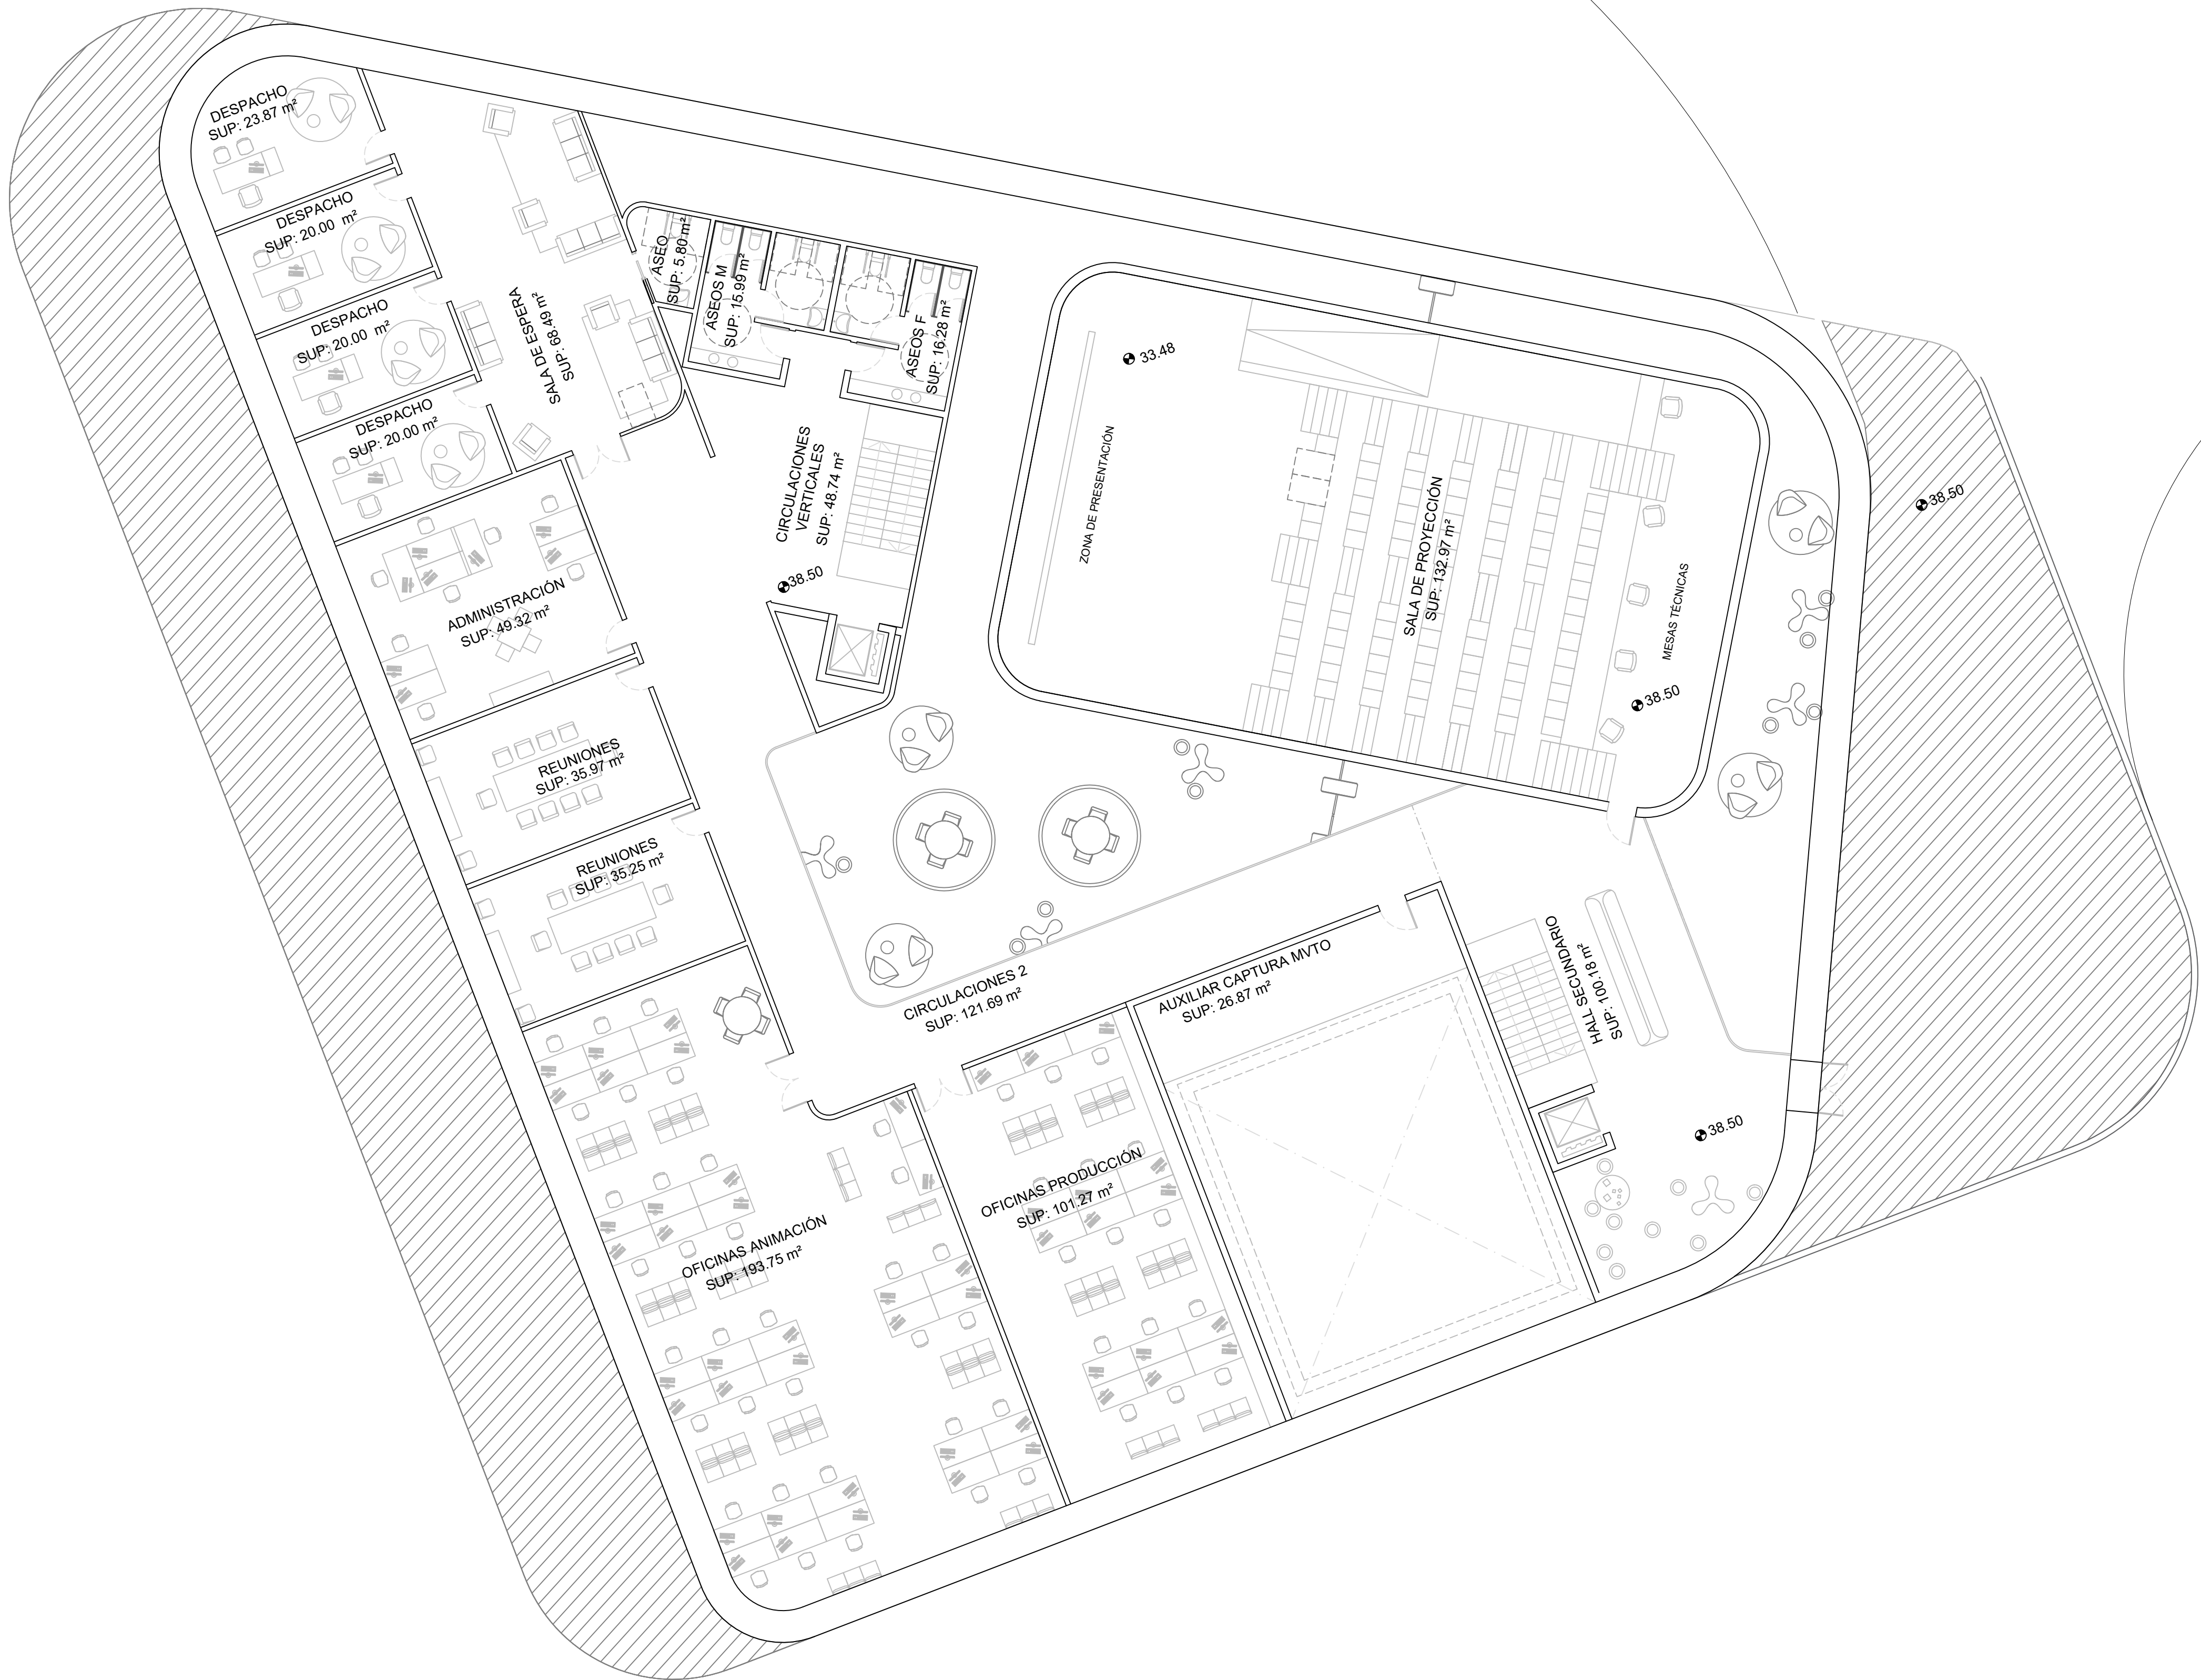 DESPACHO
SUP: 23.87 m²
DESPACHO
SUP: 20.00 m²
DESPACHO
SUP: 20.00 m²
DESPACHO
SUP: 20.00 m²
SALA DE ESPERA
SUP: 68.49 m²
ASEO
SUP: 5.80 m²
ASEOS M
SUP: 15.99 m²
ASEOS F
SUP: 16.28 m²
CIRCULACIONES
VERTICALES
SUP: 48.74 m²
38.50
33.48
ZONA DE PRESENTACIÓN
SALA DE PROYECCIÓN
SUP: 132.97 m²
MESAS TÉCNICAS
38.50
38.50
ADMINISTRACIÓN
SUP: 49.32 m²
REUNIONES
SUP: 35.97 m²
REUNIONES
SUP: 35.25 m²
CIRCULACIONES 2
SUP: 121.69 m²
AUXILIAR CAPTURA MVTO
SUP: 26.87 m²
HALL SECUNDARIO
SUP: 100.18 m²
38.50
OFICINAS PRODUCCIÓN
SUP: 101.27 m²
OFICINAS ANIMACIÓN
SUP: 193.75 m²